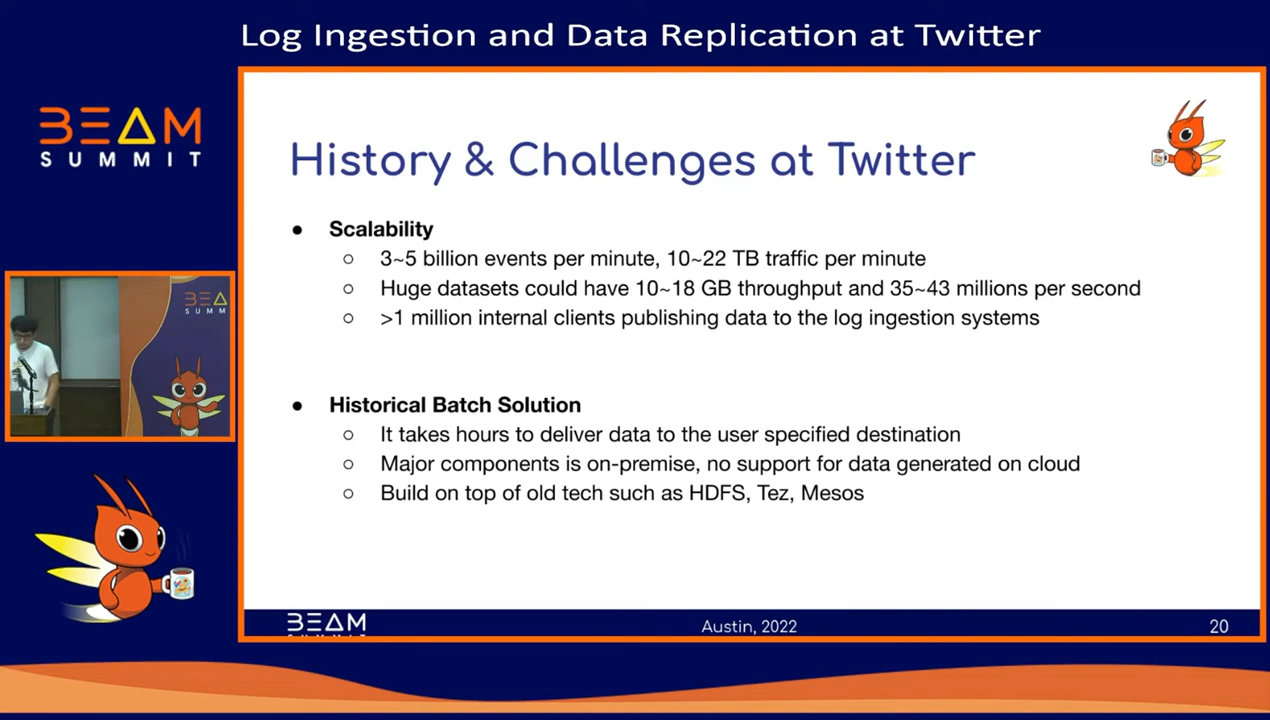 Log Ingestion and Data Replication at Twitter
BEAM
SUMMIT
History & Challenges at Twitter
● Scalability
○ 3~5 billion events per minute, 10~22 TB traffic per minute
○ Huge datasets could have 10~18 GB throughput and 35~43 millions per second
○ >1 million internal clients publishing data to the log ingestion systems
● Historical Batch Solution
○ It takes hours to deliver data to the user specified destination
○ Major components is on-premise, no support for data generated on cloud
○ Build on top of old tech such as HDFS, Tez, Mesos
BEA
SUMM
BEAM
Austin, 2022
20